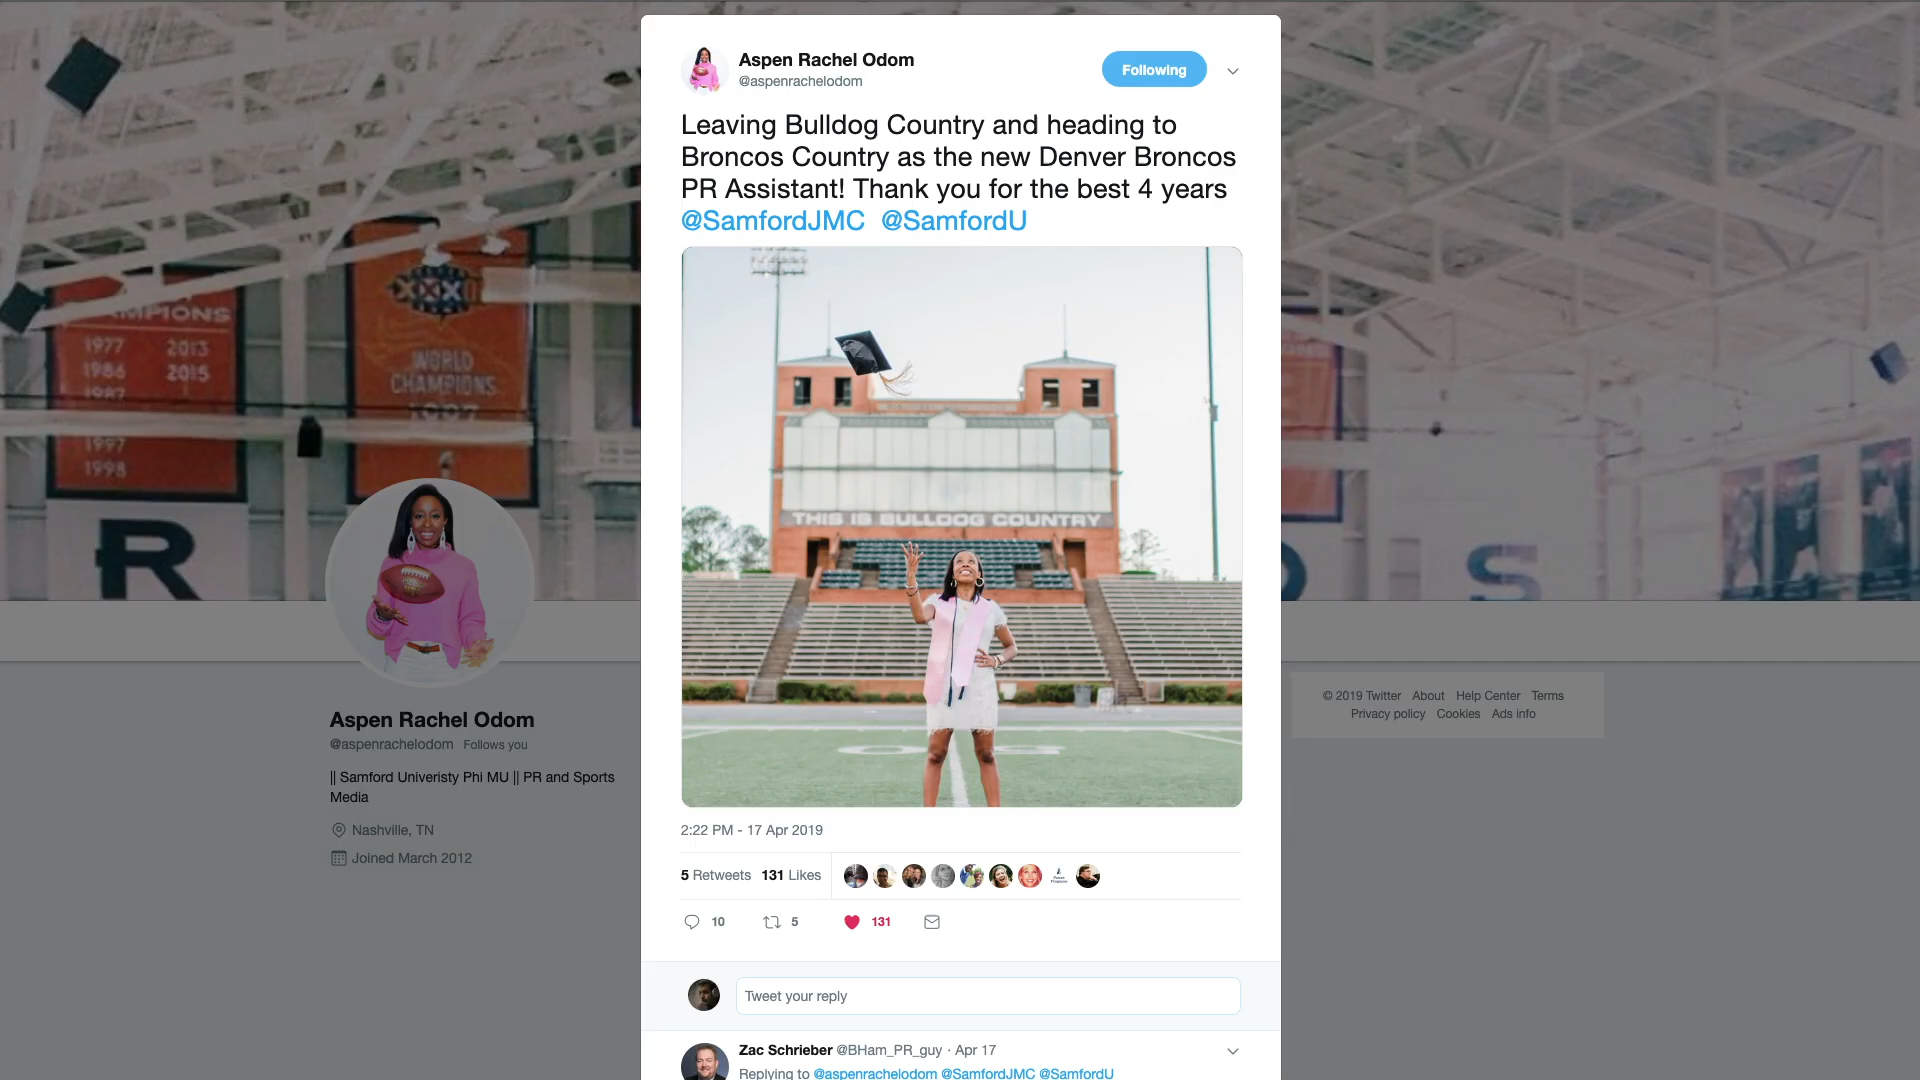 Aspen Rachel Odom
@aspenrachelodom
Following
Leaving Bulldog Country and heading to
Broncos Country as the new Denver Broncos
PR Assistant! Thank you for the best 4 years
@SamfordJMC @SamfordU
THIS IS BULLDOG COUNTRY
2:22 PM - 17 Apr 2019
5 Retweets 131 Likes
10 5 131
Tweet your reply
Zac Schrieber @BHam_PR_guy · Apr 17
Replying to @aspenrachelodom @SamfordJMC @SamfordU
MPIONS
1977 2013
1986 2015
1987
1997
1998
XXXII
WORLD
CHAMPIONS
1997
R
S
Aspen Rachel Odom
@aspenrachelodom Follows you
|| Samford Univeristy Phi MU || PR and Sports
Media
Nashville, TN
Joined March 2012
© 2019 Twitter About Help Center Terms
Privacy policy Cookies Ads info